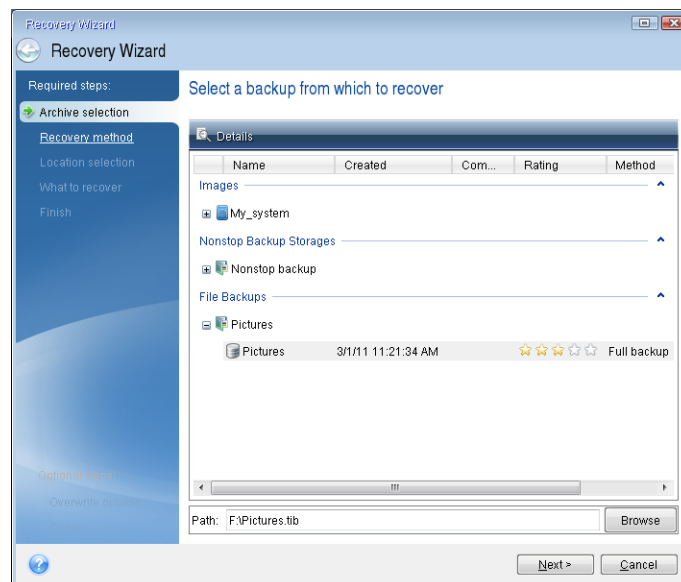 Recovery Wizard
Recovery Wizard
Required steps:
Archive selection
Recovery method
Location selection
What to recover
Finish
Select a backup from which to recover
Details
Name Created Com... Rating Method
Images
My_system
Nonstop Backup Storages
Nonstop backup
File Backups
Pictures
Pictures 3/1/11 11:21:34 AM Full backup
Overwrite
Path: F:\Pictures.tib Browse
Next > Cancel